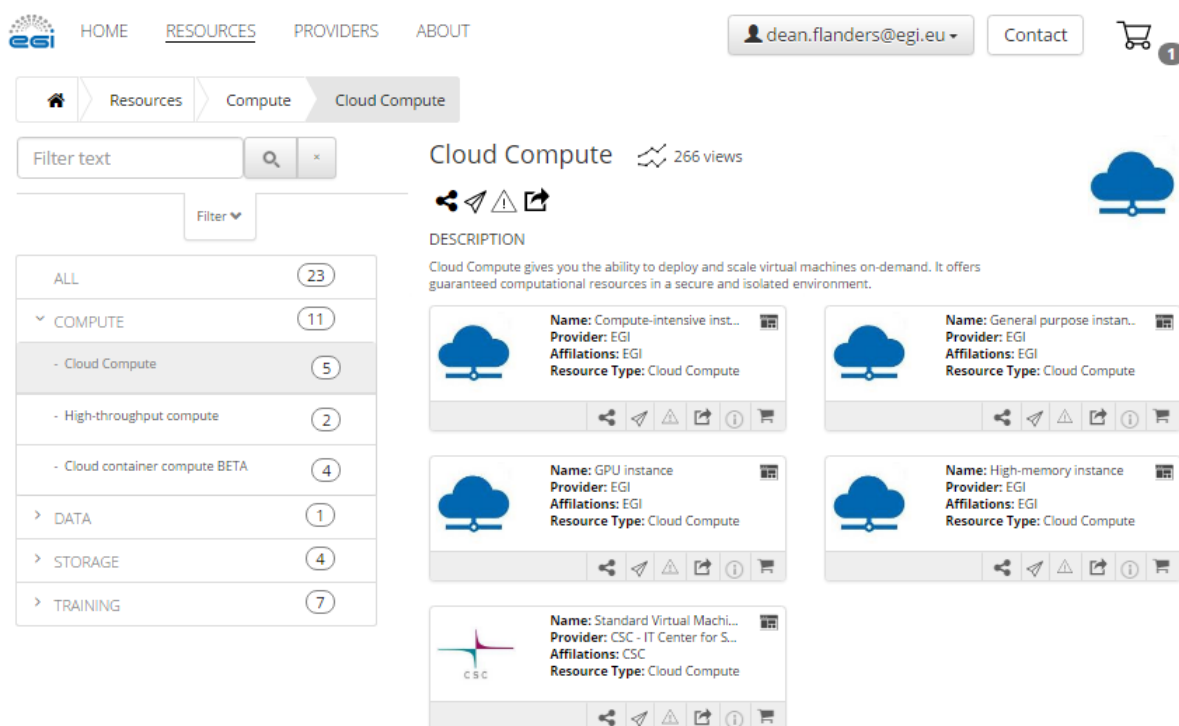 egi
HOME RESOURCES PROVIDERS ABOUT
dean.flanders@egi.eu
Contact
1
Resources Compute Cloud Compute
Filter text
×
Filter
ALL 23
COMPUTE 11
- Cloud Compute 5
- High-throughput compute 2
- Cloud container compute BETA 4
DATA 1
STORAGE 4
TRAINING 7
Cloud Compute 266 views
DESCRIPTION
Cloud Compute gives you the ability to deploy and scale virtual machines on-demand. It offers
guaranteed computational resources in a secure and isolated environment.
Name: Compute-intensive inst...
Provider: EGI
Affilations: EGI
Resource Type: Cloud Compute
Name: General purpose instan..
Provider: EGI
Affilations: EGI
Resource Type: Cloud Compute
Name: GPU instance
Provider: EGI
Affilations: EGI
Resource Type: Cloud Compute
Name: High-memory instance
Provider: EGI
Affilations: EGI
Resource Type: Cloud Compute
CSC
Name: Standard Virtual Machi...
Provider: CSC - IT Center for S...
Affilations: CSC
Resource Type: Cloud Compute